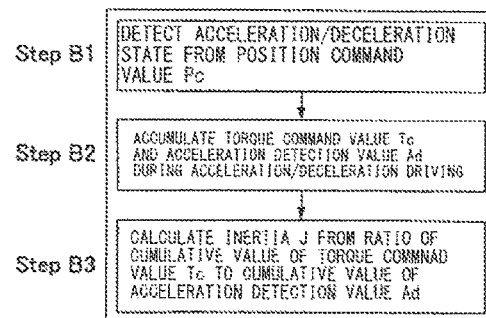 Step B1
DETECT ACCELERATION/DECELERATION
STATE FROM POSITION COMMAND
VALUE Pc
Step B2
ACCUMULATE TORQUE COMMAND VALUE Tc
AND ACCELERATION DETECTION VALUE Ad
DURING ACCELERATION/DECELERATION DRIVING
Step B3
CALCULATE INERTIA J FROM RATIO OF
CUMULATIVE VALUE OF TORQUE COMMNAD
VALUE Tc TO CUMULATIVE VALUE OF
ACCELERATION DETECTION VALUE Ad